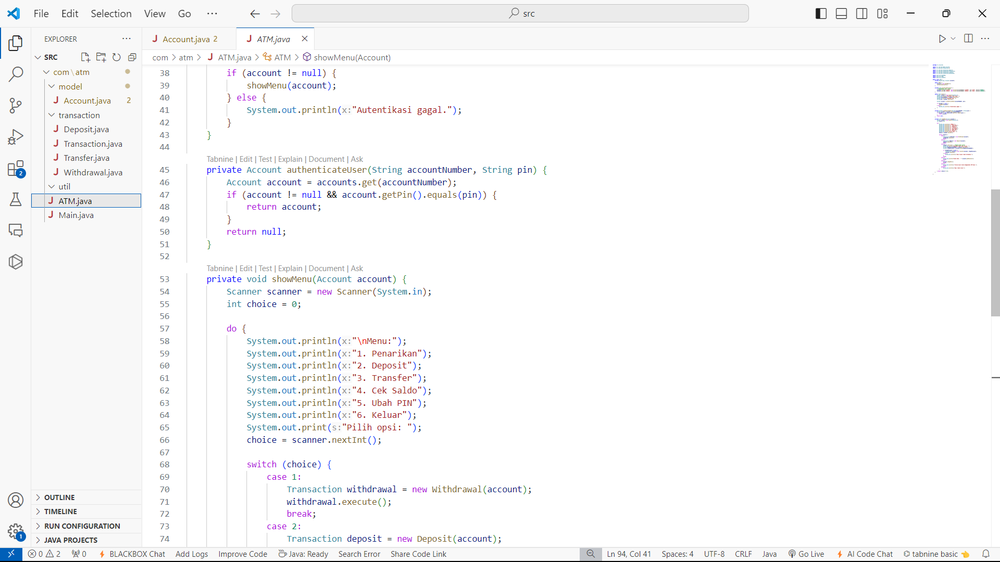 File Edit Selection View Go ··· src
EXPLORER ···
SRC
com\atm
model
Account.java 2
transaction
Deposit.java
Transaction.java
Transfer.java
Withdrawal.java
util
ATM.java
Main.java
OUTLINE
TIMELINE
RUN CONFIGURATION
JAVA PROJECTS
2
1
Account.java 2 ATM.java
com > atm > ATM.java > ATM > showMenu(Account)
38 if (account != null) {
39 showMenu(account);
40 } else {
41 System.out.println(x:"Autentikasi gagal.");
42 }
43 }
44
Tabnine | Edit | Test | Explain | Document | Ask
45 private Account authenticateUser(String accountNumber, String pin) {
46 Account account = accounts.get(accountNumber);
47 if (account != null && account.getPin().equals(pin)) {
48 return account;
49 }
50 return null;
51 }
52
Tabnine | Edit | Test | Explain | Document | Ask
53 private void showMenu(Account account) {
54 Scanner scanner = new Scanner(System.in);
55 int choice = 0;
56
57 do {
58 System.out.println(x:"\nMenu:");
59 System.out.println(x:"1. Penarikan");
60 System.out.println(x:"2. Deposit");
61 System.out.println(x:"3. Transfer");
62 System.out.println(x:"4. Cek Saldo");
63 System.out.println(x:"5. Ubah PIN");
64 System.out.println(x:"6. Keluar");
65 System.out.print(s:"Pilih opsi: ");
66 choice = scanner.nextInt();
67
68 switch (choice) {
69 case 1:
70 Transaction withdrawal = new Withdrawal(account);
71 withdrawal.execute();
72 break;
73 case 2:
74 Transaction deposit = new Deposit(account);
0 2 0 BLACKBOX Chat Add Logs Improve Code Java: Ready Search Error Share Code Link Ln 94, Col 41 Spaces: 4 UTF-8 CRLF Java Go Live AI Code Chat tabnine basic